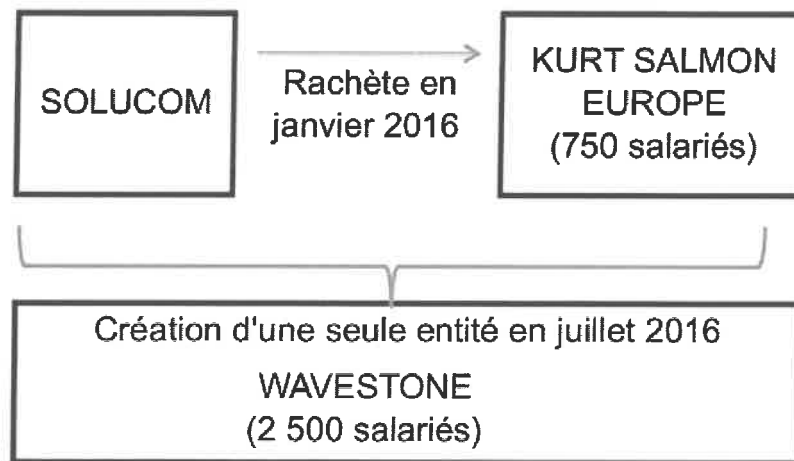 SOLUCOM
Rachète en
janvier 2016
KURT SALMON
EUROPE
(750 salariés)
Création d'une seule entité en juillet 2016
WAVESTONE
(2 500 salariés)